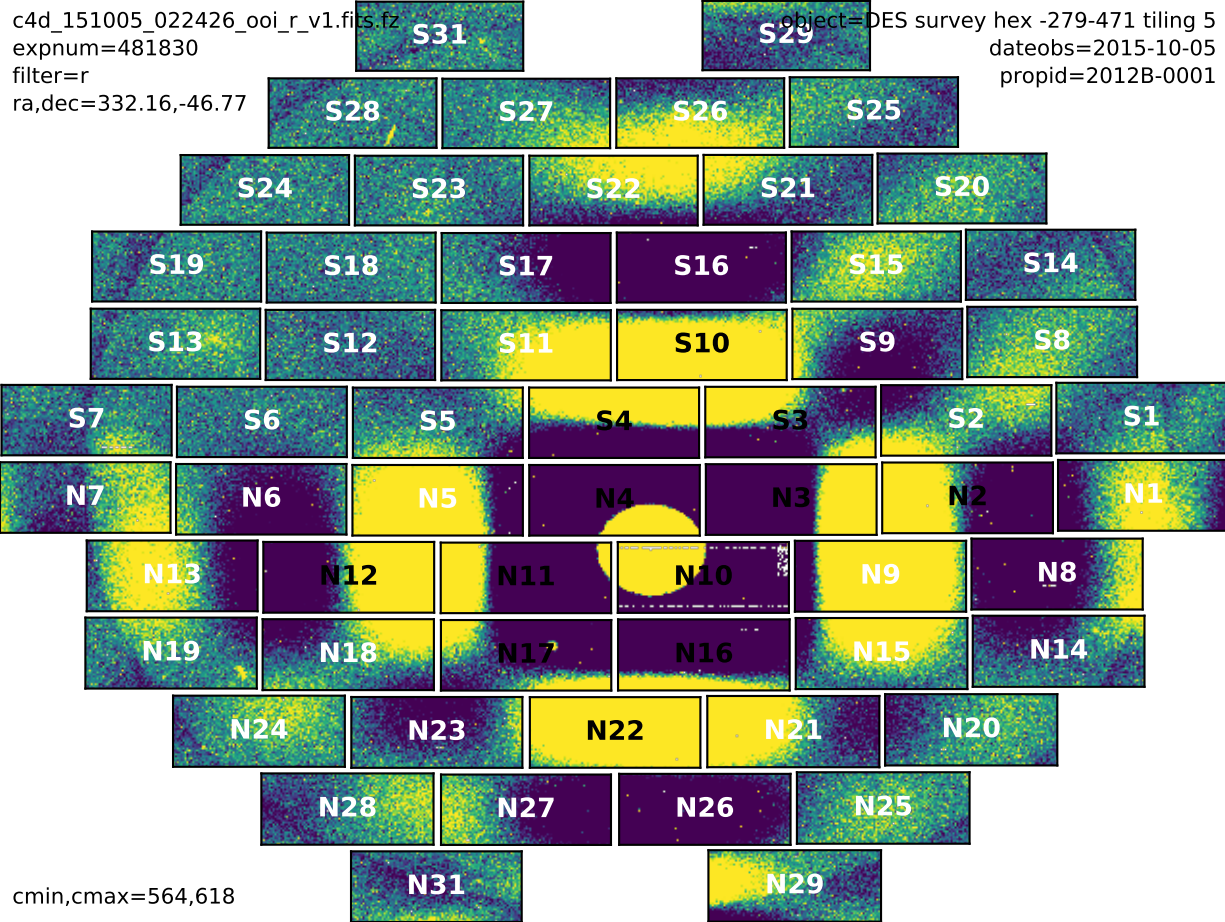 c4d_151005_022426_ooi_r_v1.fits.fz
expnum=481830
filter=r
ra,dec=332.16,-46.77
object=DES survey hex -279-471 tiling 5
dateobs=2015-10-05
propid=2012B-0001
S31 S29
S28 S27 S26 S25
S24 S23 S22 S21 S20
S19 S18 S17 S16 S15 S14
S13 S12 S11 S10 S9 S8
S7 S6 S5 S4 S3 S2 S1
N7 N6 N5 N4 N3 N2 N1
N13 N12 N11 N10 N9 N8
N19 N18 N17 N16 N15 N14
N24 N23 N22 N21 N20
N28 N27 N26 N25
N31 N29
cmin,cmax=564,618